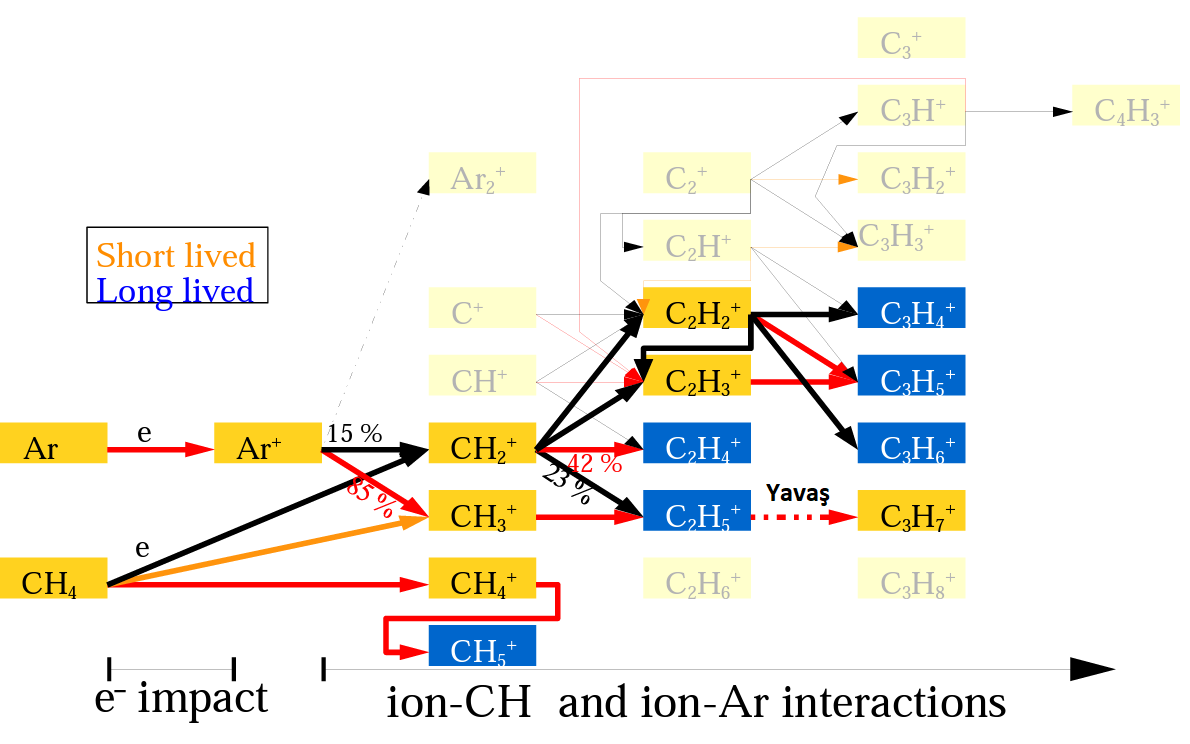 C₃⁺
C₃H⁺
C₄H₃⁺
Ar₂⁺
C₂⁺
C₃H₂⁺
C₂H⁺
C₃H₃⁺
Short lived
Long lived
C⁺
C₂H₂⁺
C₃H₄⁺
CH⁺
C₂H₃⁺
C₃H₅⁺
Ar
e
Ar⁺
15 %
CH₂⁺
C₂H₄⁺
C₃H₆⁺
42 %
85 %
23 %
Yavaş
CH₃⁺
C₂H₅⁺
C₃H₇⁺
e
CH₄
CH₄⁺
C₂H₆⁺
C₃H₈⁺
CH₅⁺
e⁻ impact
ion-CH and ion-Ar interactions